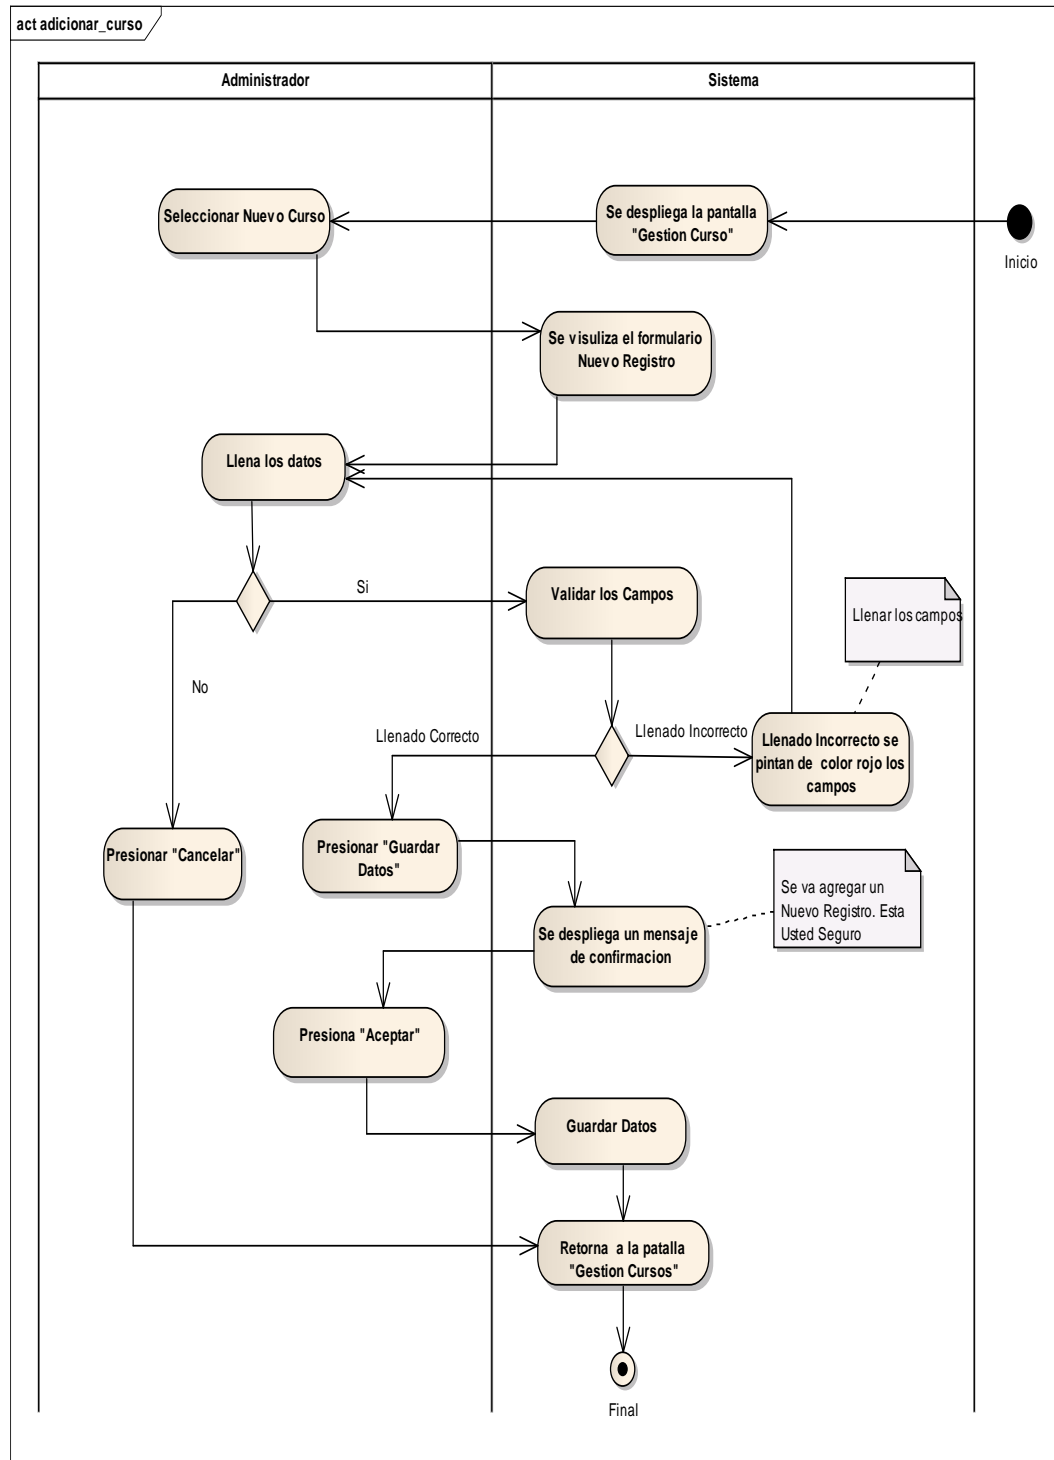 act adicionar_curso
Administrador
Sistema
Seleccionar Nuevo Curso
Se despliega la pantalla
"Gestion Curso"
Inicio
Se visuliza el formulario
Nuevo Registro
Llena los datos
Si
Validar los Campos
Llenar los campos
No
Llenado Correcto
Llenado Incorrecto
Llenado Incorrecto se
pintan de color rojo los
campos
Presionar "Cancelar"
Presionar "Guardar
Datos"
Se va agregar un
Nuevo Registro. Esta
Usted Seguro
Se despliega un mensaje
de confirmacion
Presiona "Aceptar"
Guardar Datos
Retorna a la patalla
"Gestion Cursos"
Final